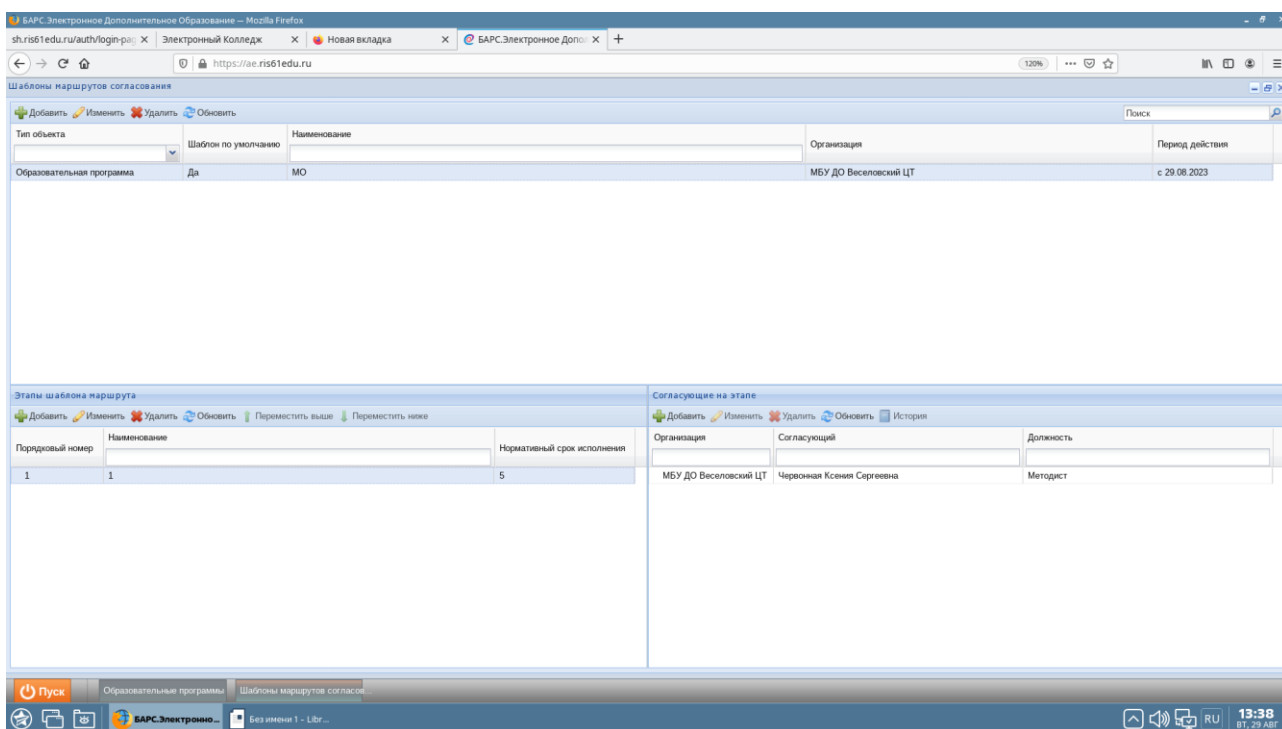 БАРС.Электронное Дополнительное Образование — Mozilla Firefox
sh.ris61edu.ru/auth/login-pag Электронный Колледж Новая вкладка БАРС.Электронное Допол
https://ae.ris61edu.ru 120%
Шаблоны маршрутов согласования
Добавить Изменить Удалить Обновить Поиск
Тип объекта Шаблон по умолчанию Наименование Организация Период действия
Образовательная программа Да МО МБУ ДО Веселовский ЦТ с 29.08.2023
Этапы шаблона маршрута
Добавить Изменить Удалить Обновить Переместить выше Переместить ниже
Порядковый номер Наименование Нормативный срок исполнения
1 1 5
Согласующие на этапе
Добавить Изменить Удалить Обновить История
Организация Согласующий Должность
МБУ ДО Веселовский ЦТ Червонная Ксения Сергеевна Методист
Пуск Образовательные программы Шаблоны маршрутов согласов...
БАРС.Электронно... Без имени 1 - Libr... RU 13:38
ВТ, 29 АВГ